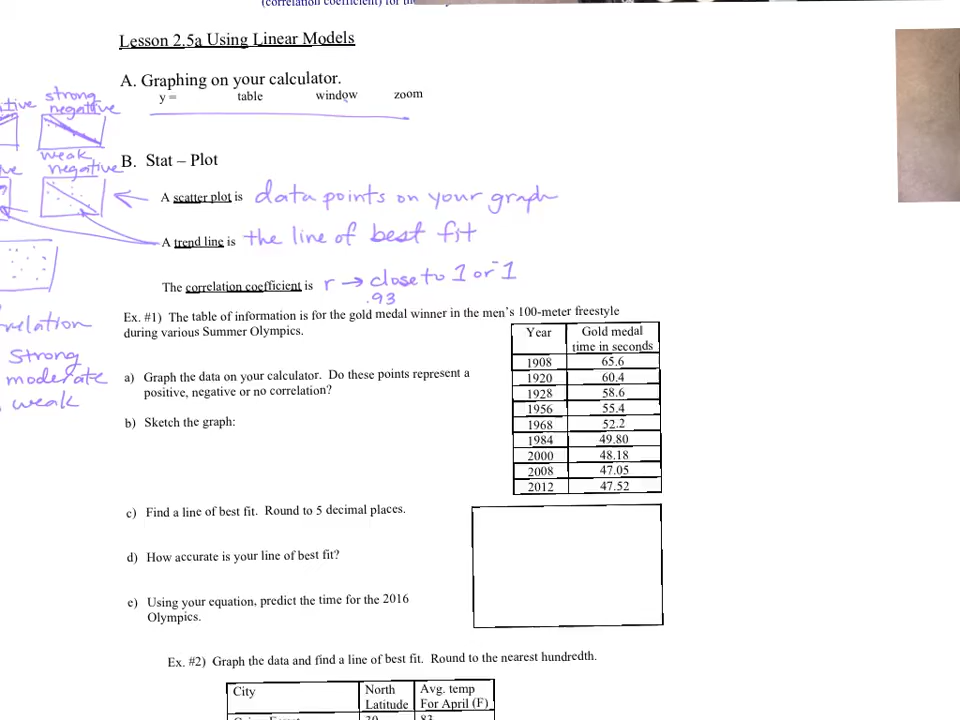 (correlation coefficient) for the
Lesson 2.5a Using Linear Models
A. Graphing on your calculator.
y = table window zoom
strong
negative
weak
negative
B. Stat – Plot
A scatter plot is data points on your graph
A trend line is the line of best fit
The correlation coefficient is r → close to 1 or -1
.93
relation
strong
moderate
weak
Ex. #1) The table of information is for the gold medal winner in the men's 100-meter freestyle
during various Summer Olympics.
Year Gold medal
time in seconds
1908 65.6
1920 60.4
1928 58.6
1956 55.4
1968 52.2
1984 49.80
2000 48.18
2008 47.05
2012 47.52
a) Graph the data on your calculator. Do these points represent a
positive, negative or no correlation?
b) Sketch the graph:
c) Find a line of best fit. Round to 5 decimal places.
d) How accurate is your line of best fit?
e) Using your equation, predict the time for the 2016
Olympics.
Ex. #2) Graph the data and find a line of best fit. Round to the nearest hundredth.
City North Avg. temp
Latitude For April (F)